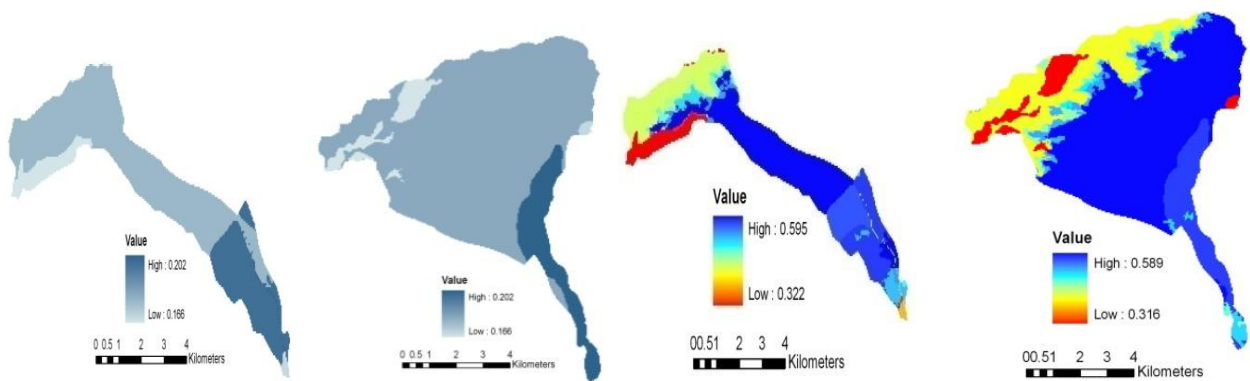 Value
High : 0.202
Low : 0.166
0 0.51 2 3 4
Kilometers
Value
High : 0.202
Low : 0.166
0 0.5 1 2 3 4
Kilometers
Value
High : 0.595
Low : 0.322
00.51 2 3 4
Kilometers
Value
High : 0.589
Low : 0.316
00.51 2 3 4
Kilometers